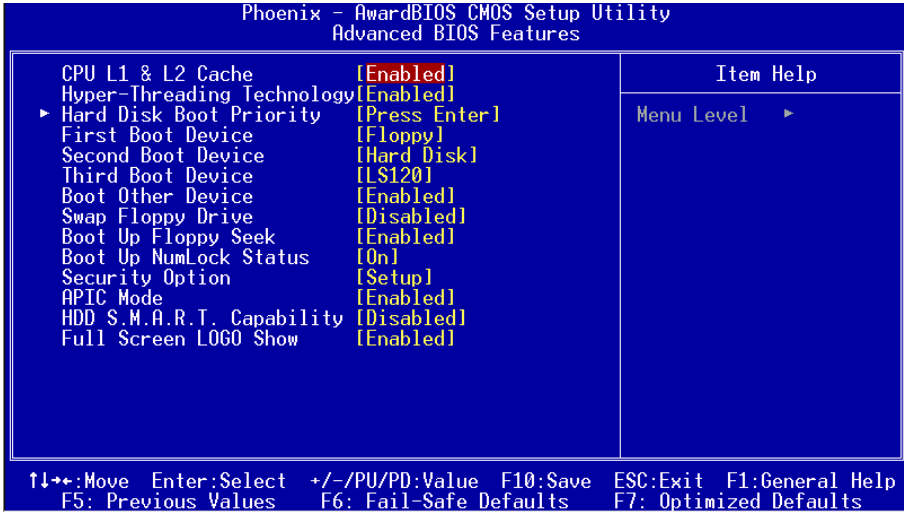 Phoenix - AwardBIOS CMOS Setup Utility
Advanced BIOS Features
CPU L1 & L2 Cache [Enabled]
Hyper-Threading Technology[Enabled]
► Hard Disk Boot Priority [Press Enter]
First Boot Device [Floppy]
Second Boot Device [Hard Disk]
Third Boot Device [LS120]
Boot Other Device [Enabled]
Swap Floppy Drive [Disabled]
Boot Up Floppy Seek [Enabled]
Boot Up NumLock Status [On]
Security Option [Setup]
APIC Mode [Enabled]
HDD S.M.A.R.T. Capability [Disabled]
Full Screen LOGO Show [Enabled]
Item Help
Menu Level ►
↑↓→←:Move Enter:Select +/-/PU/PD:Value F10:Save ESC:Exit F1:General Help
F5: Previous Values F6: Fail-Safe Defaults F7: Optimized Defaults